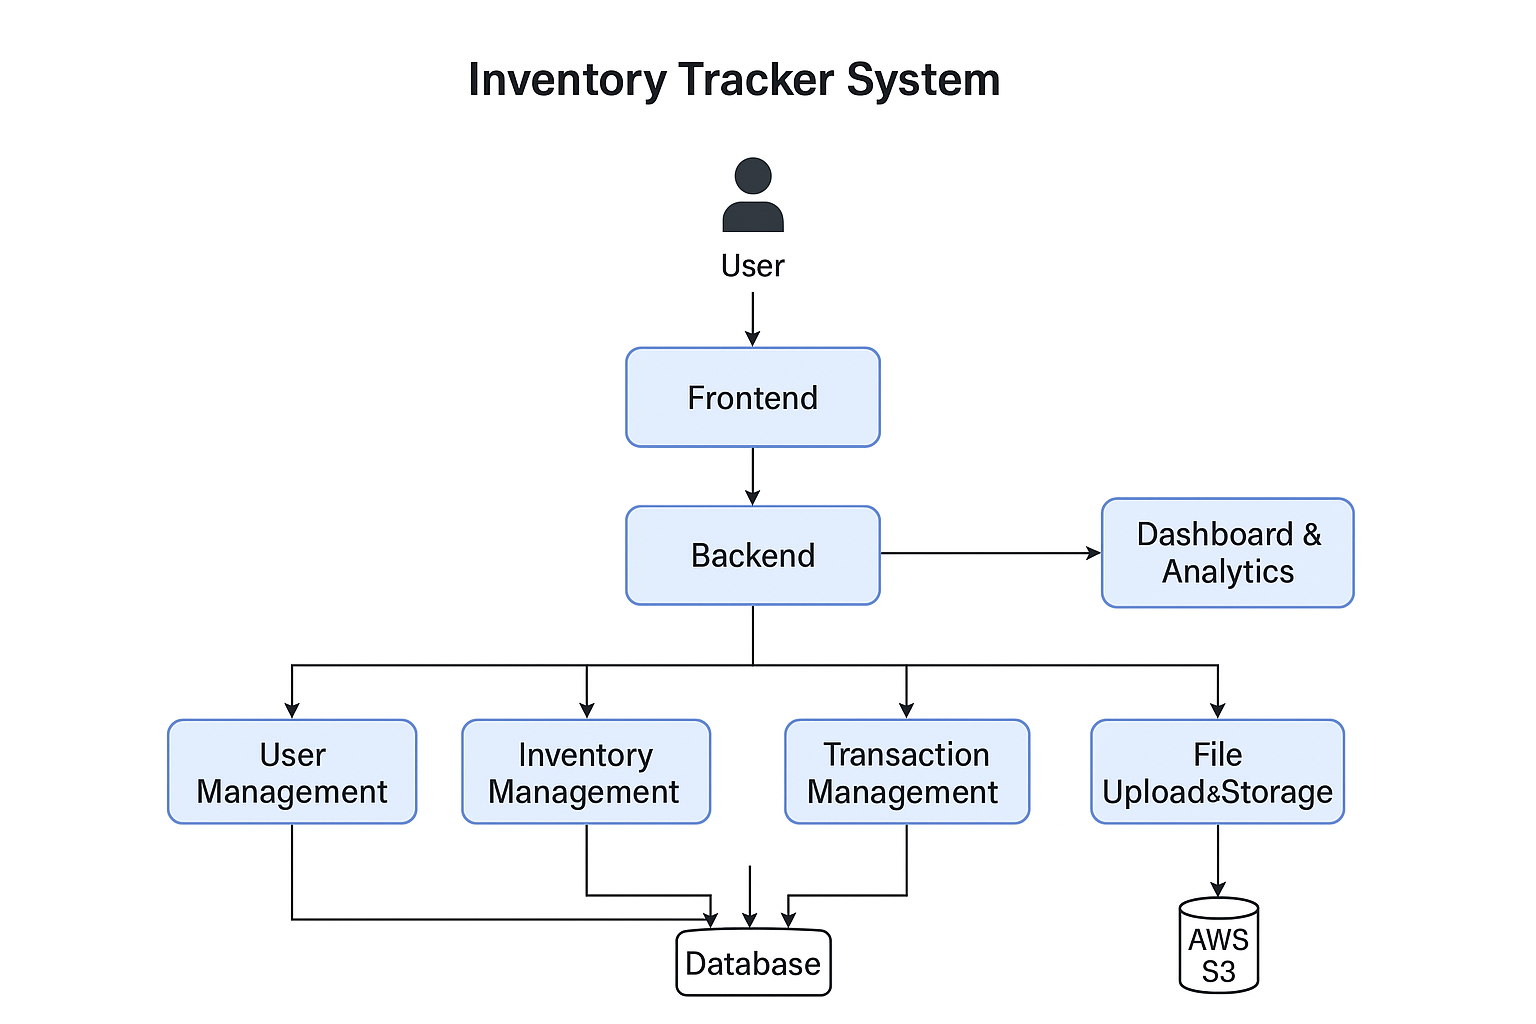 Inventory Tracker System
User
Frontend
Backend
Dashboard &
Analytics
User
Management
Inventory
Management
Transaction
Management
File
Upload&Storage
Database
AWS
S3